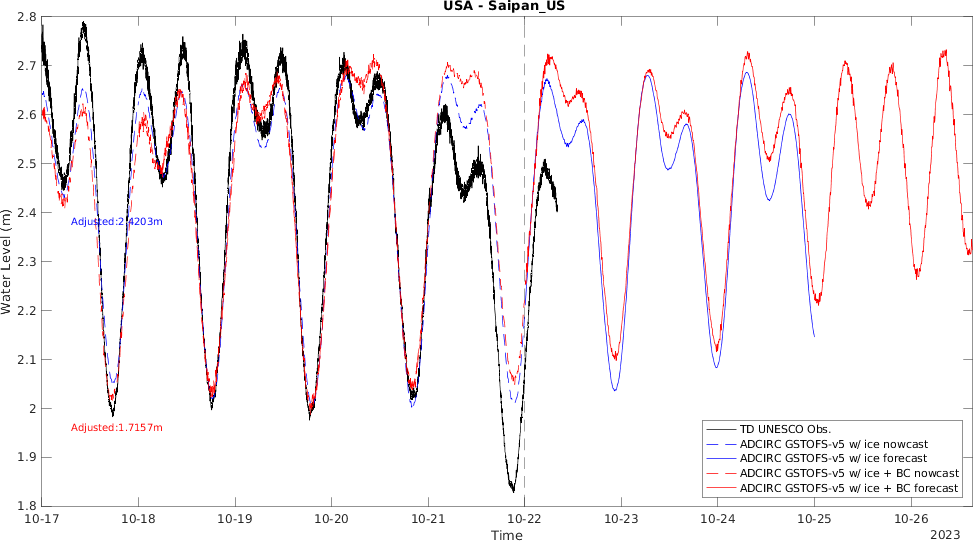 USA - Saipan_US
2.8
2.7
2.6
2.5
2.4
2.3
2.2
2.1
2
1.9
1.8
Water Level (m)
Adjusted:2.4203m
Adjusted:1.7157m
TD UNESCO Obs.
ADCIRC GSTOFS-v5 w/ ice nowcast
ADCIRC GSTOFS-v5 w/ ice forecast
ADCIRC GSTOFS-v5 w/ ice + BC nowcast
ADCIRC GSTOFS-v5 w/ ice + BC forecast
10-17 10-18 10-19 10-20 10-21 10-22 10-23 10-24 10-25 10-26
Time
2023